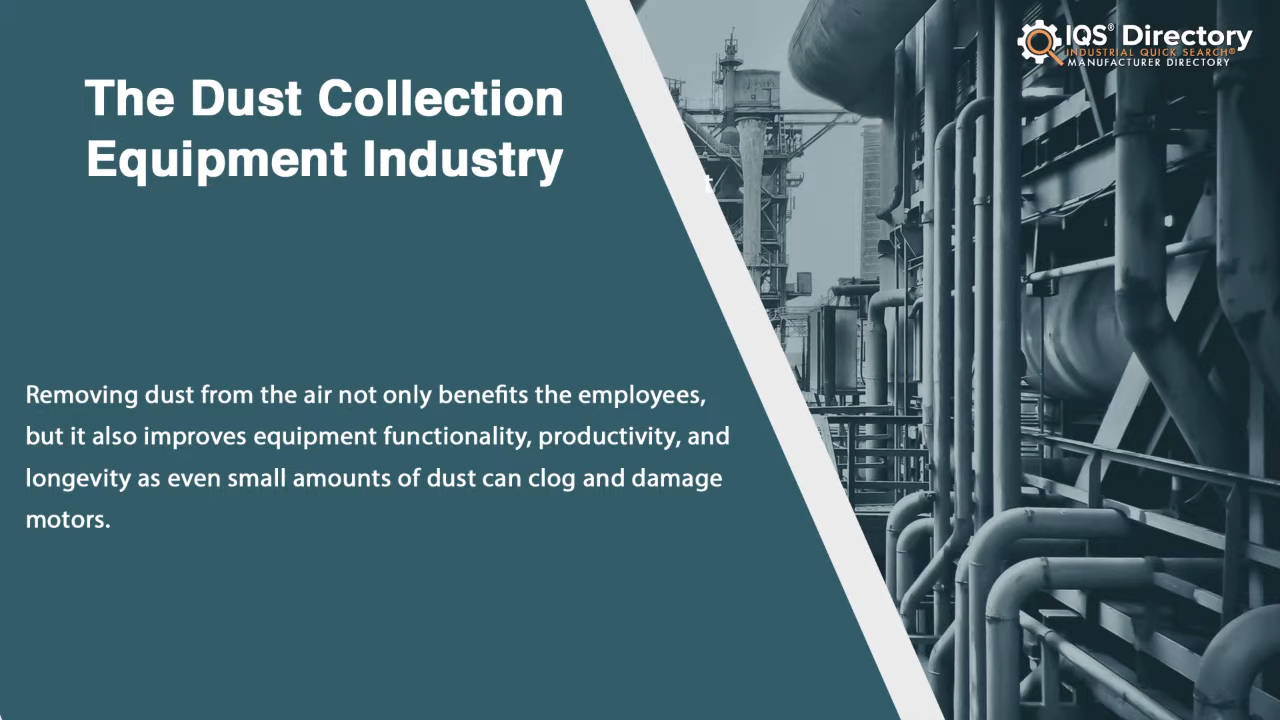 The Dust Collection
Equipment Industry
IQS® Directory
INDUSTRIAL QUICK SEARCH®
MANUFACTURER DIRECTORY
t
Removing dust from the air not only benefits the employees,
but it also improves equipment functionality, productivity, and
longevity as even small amounts of dust can clog and damage
motors.